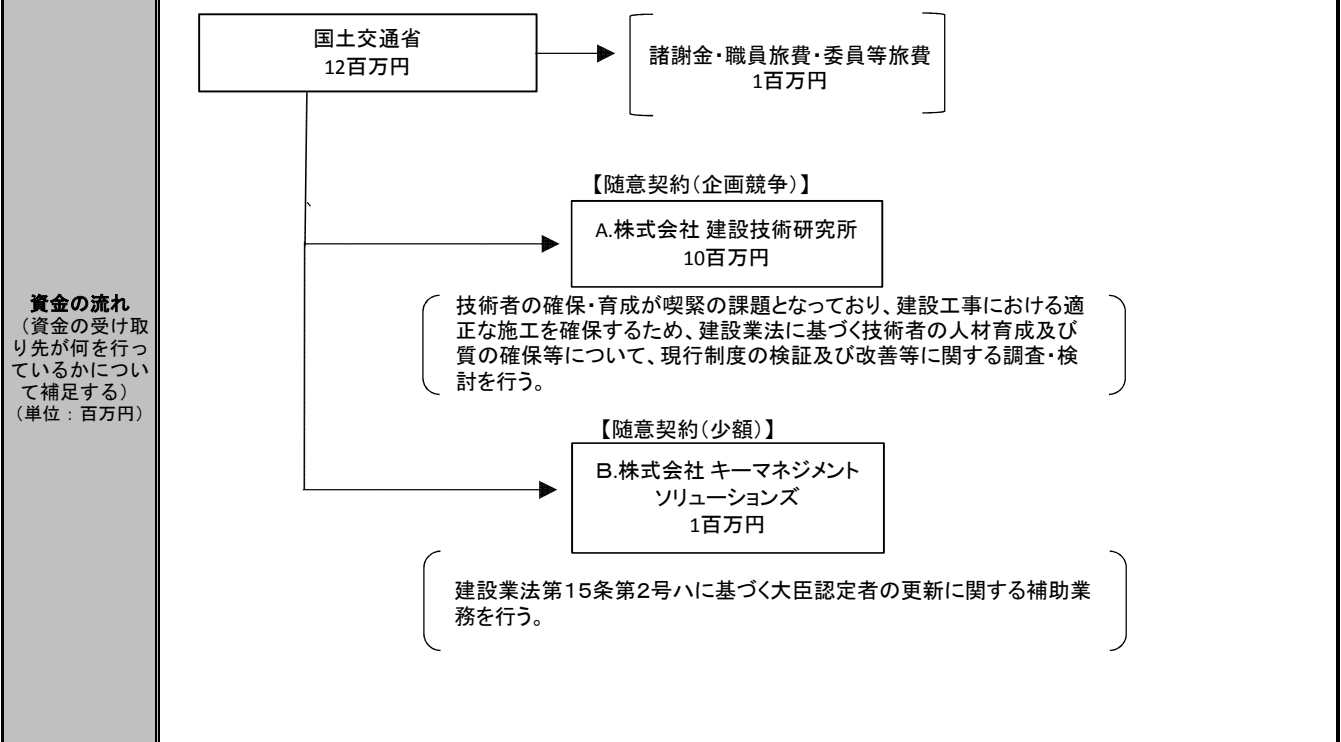 資金の流れ
（資金の受け取
り先が何を行っ
ているかについ
て補足する）
（単位：百万円）
国土交通省
12百万円
諸謝金・職員旅費・委員等旅費
1百万円
【随意契約（企画競争）】
A.株式会社 建設技術研究所
10百万円
技術者の確保・育成が喫緊の課題となっており、建設工事における適
正な施工を確保するため、建設業法に基づく技術者の人材育成及び
質の確保等について、現行制度の検証及び改善等に関する調査・検
討を行う。
【随意契約（少額）】
Ｂ.株式会社 キーマネジメント
ソリューションズ
1百万円
建設業法第１５条第２号ハに基づく大臣認定者の更新に関する補助業
務を行う。